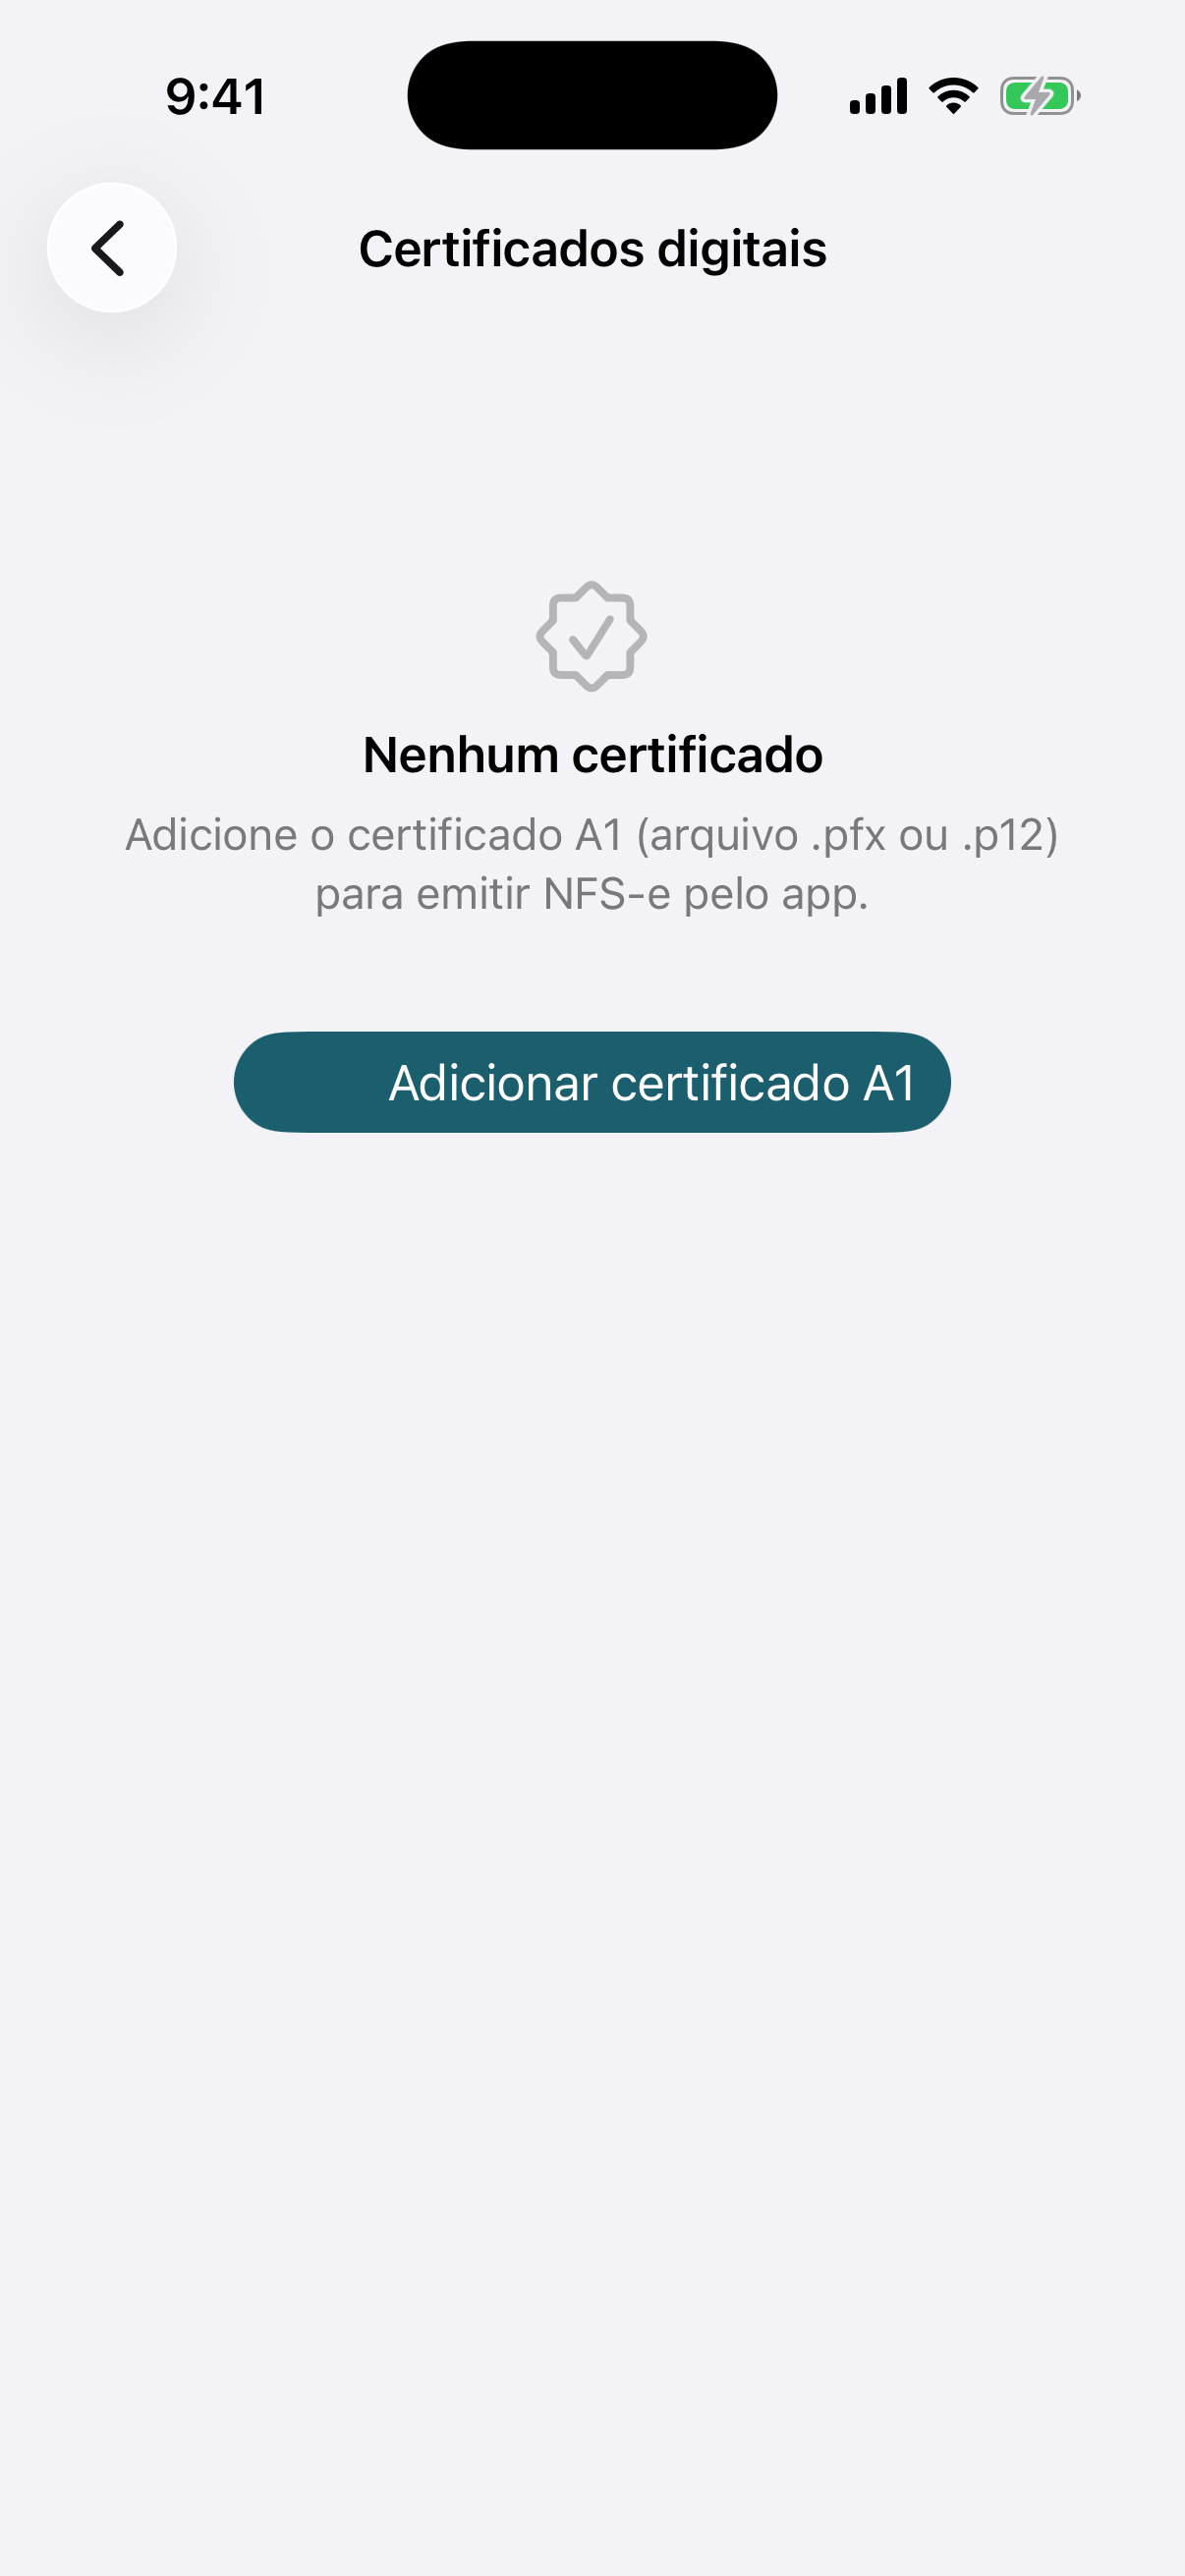 9:41
Certificados digitais
Nenhum certificado
Adicione o certificado A1 (arquivo .pfx ou .p12)
para emitir NFS-e pelo app.
Adicionar certificado A1